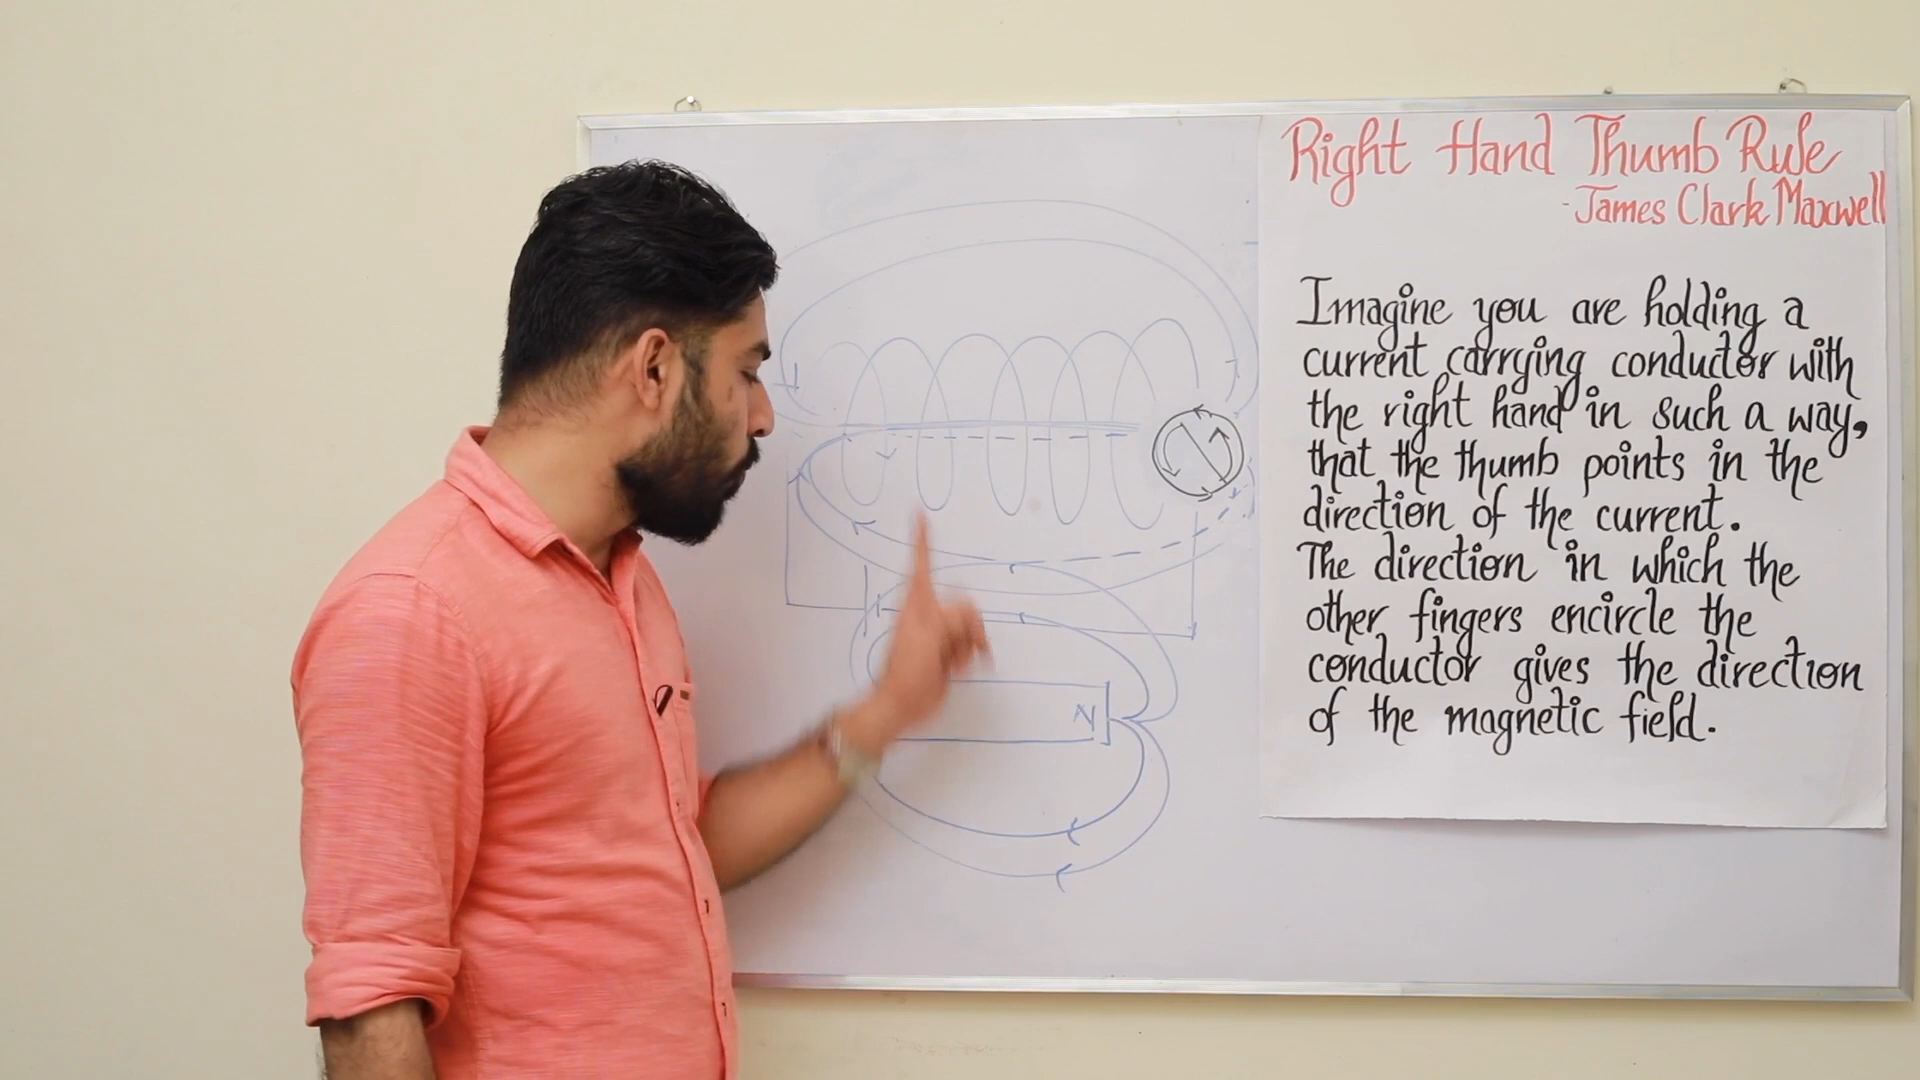 Right Hand Thumb Rule
- James Clark Maxwell
Imagine you are holding a
current carrying conductor with
the right hand in such a way,
that the thumb points in the
direction of the current.
The direction in which the
other fingers encircle the
conductor gives the direction
of the magnetic field.
N